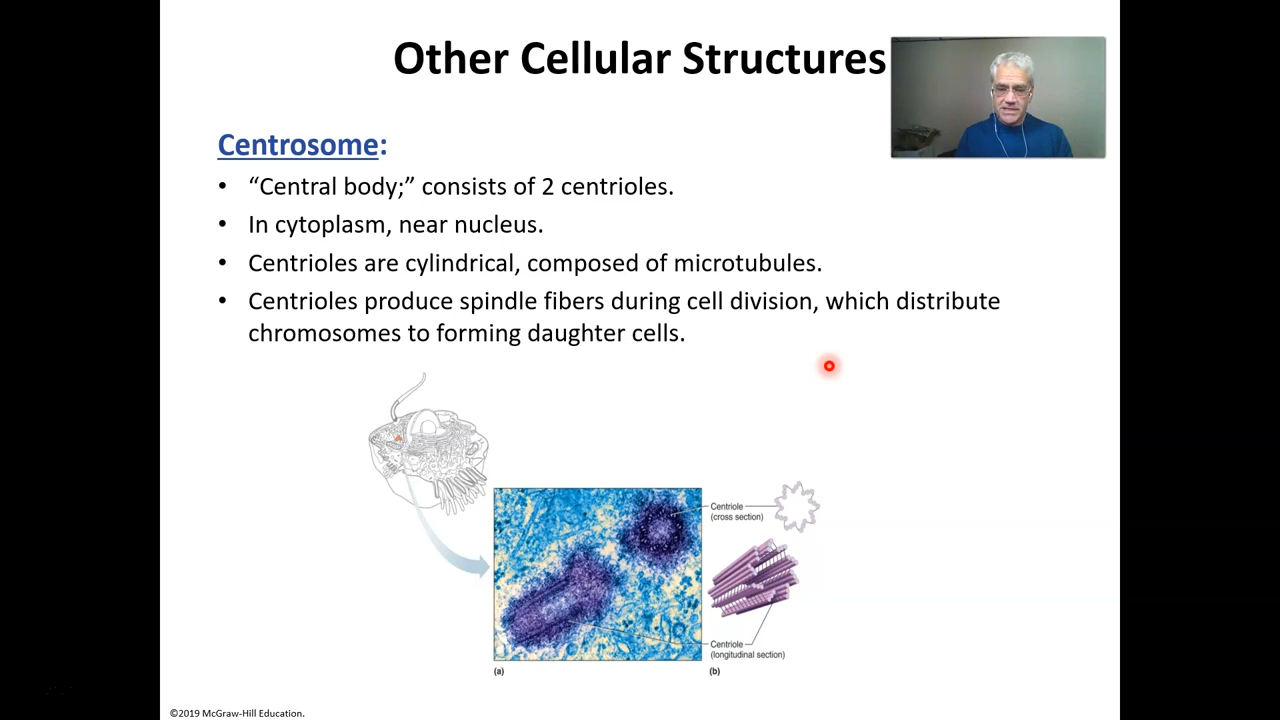 Other Cellular Structures
Centrosome:
• “Central body;” consists of 2 centrioles.
• In cytoplasm, near nucleus.
• Centrioles are cylindrical, composed of microtubules.
• Centrioles produce spindle fibers during cell division, which distribute
chromosomes to forming daughter cells.
Centriole
(cross section)
Centriole
(longitudinal section)
(a)
(b)
©2019 McGraw-Hill Education.